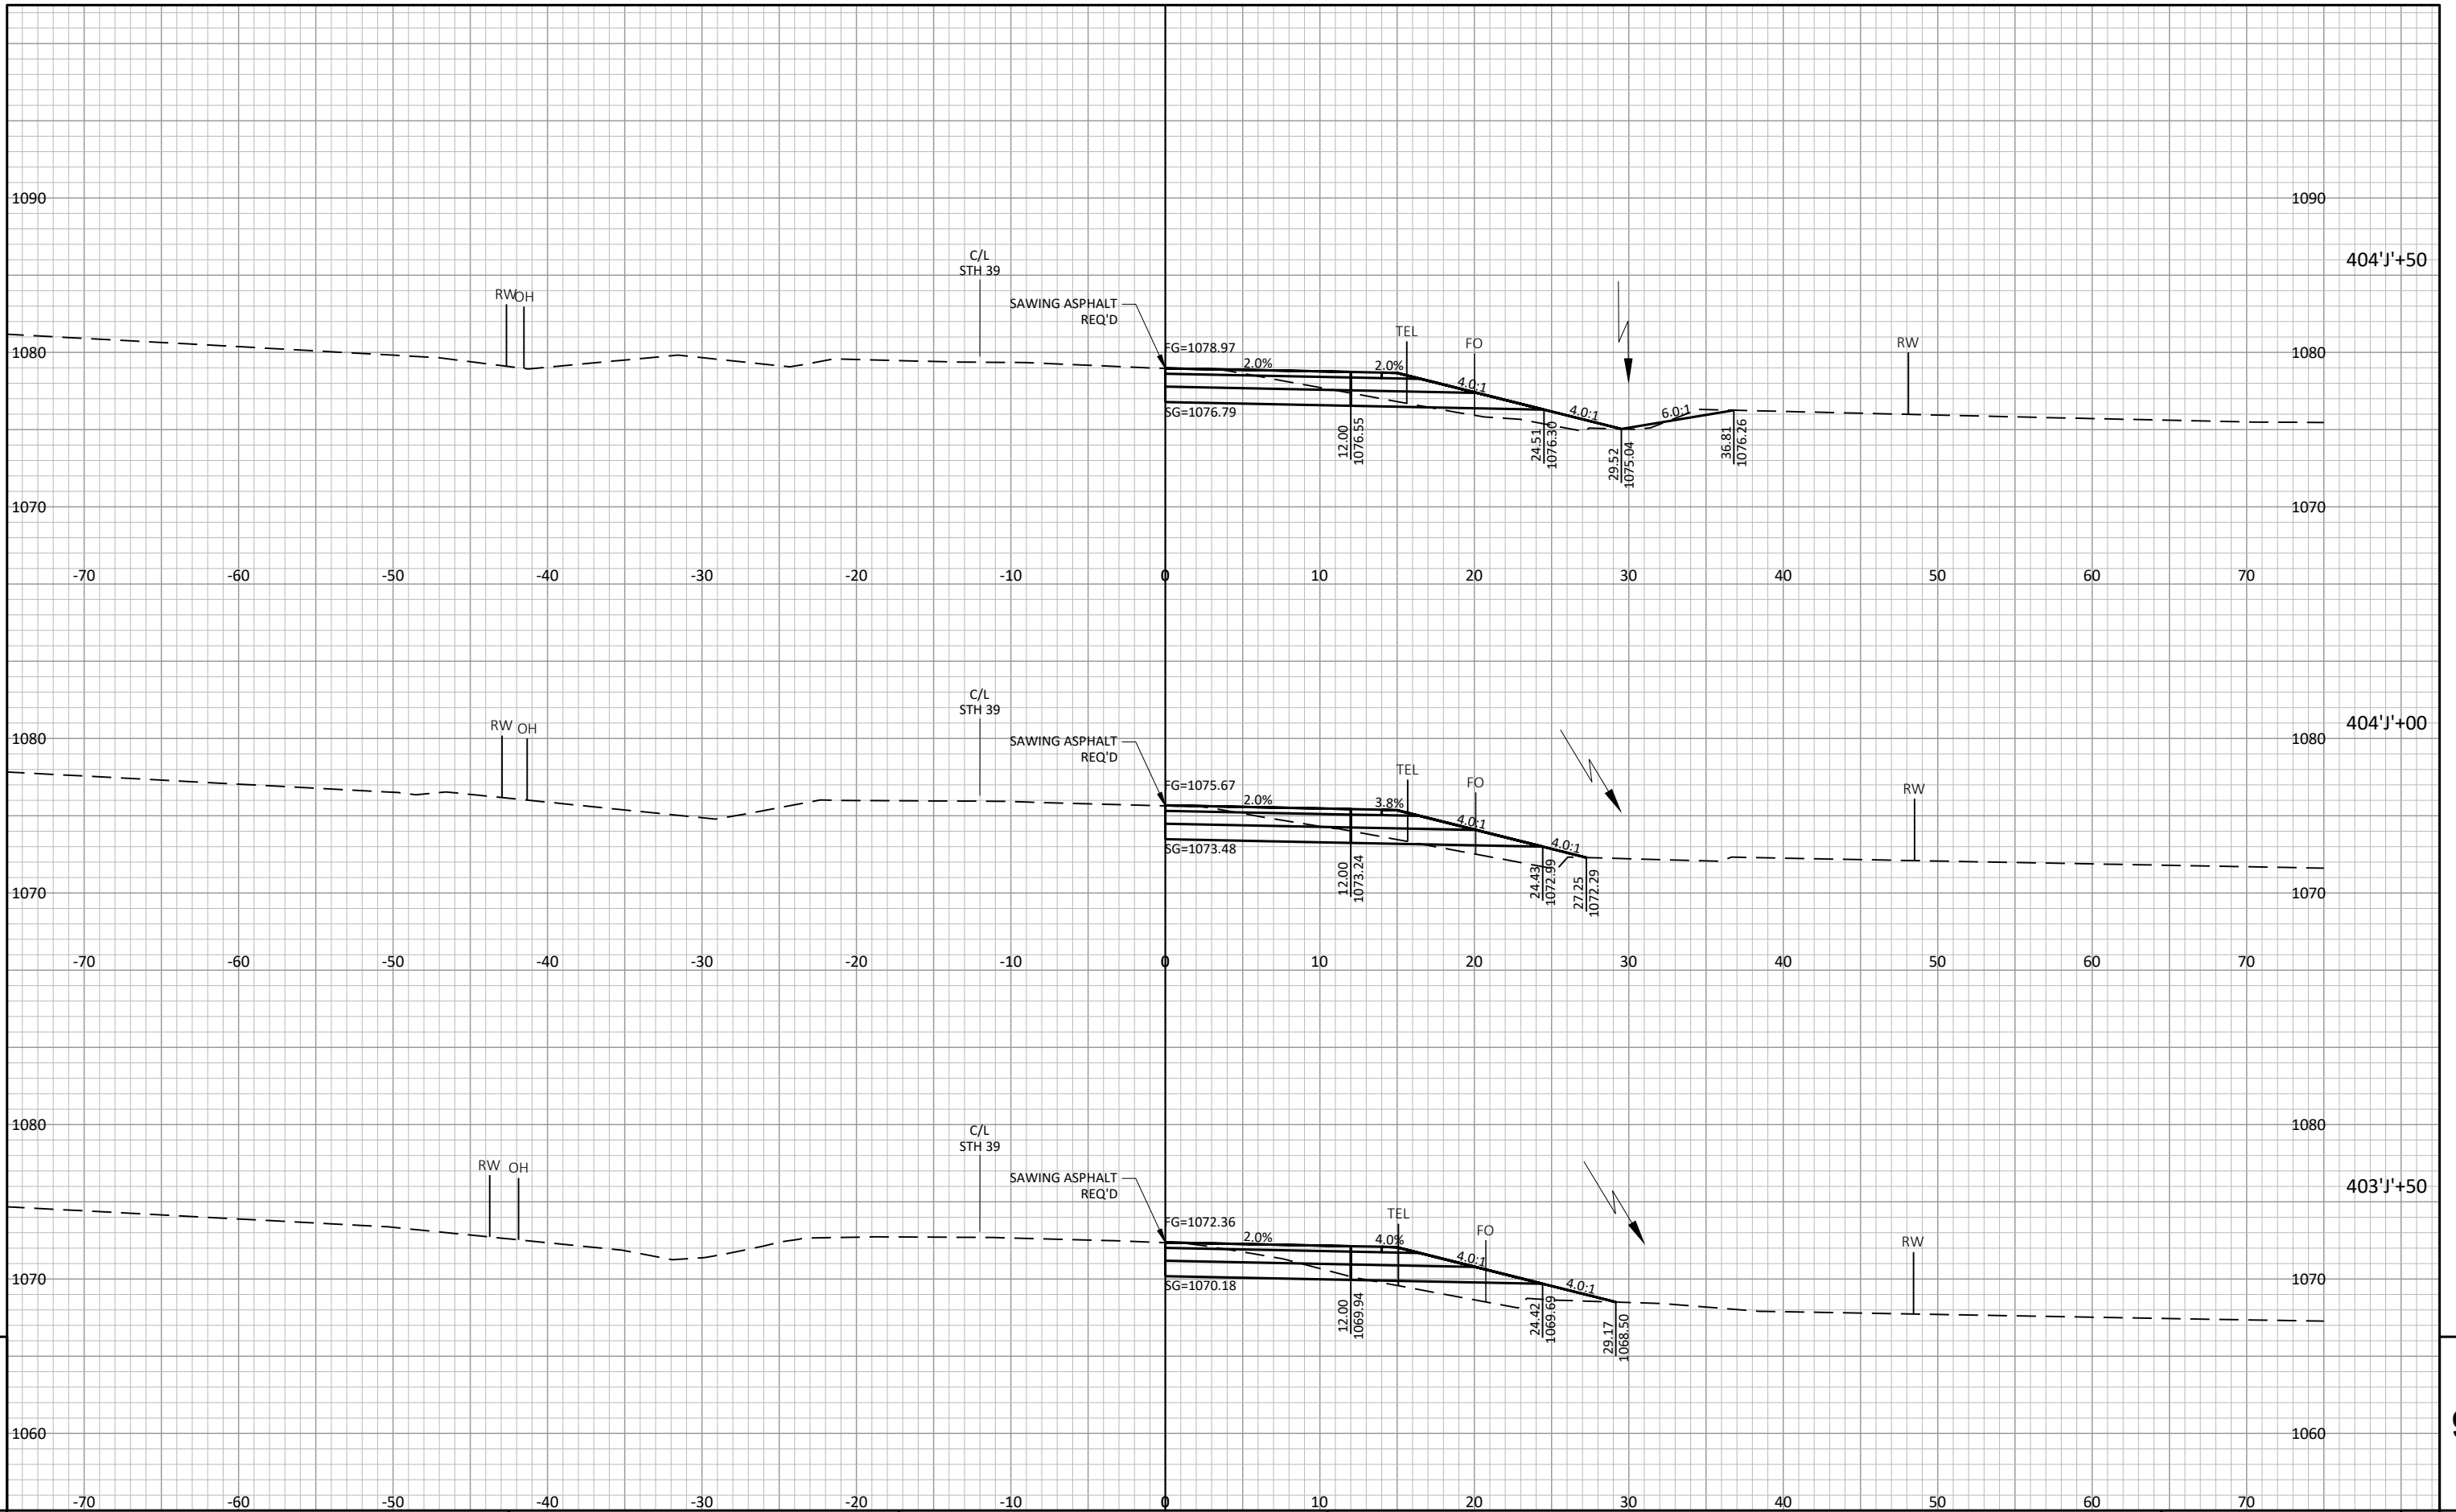 1090
1090
404'J'+50
C/L
STH 39
RW OH
SAWING ASPHALT
REQ'D
TEL
FO
RW
1080
FG=1078.97
2.0%
2.0%
4.0:1
4.0:1
6.0:1
1080
SG=1076.79
12.00
1076.55
24.51
1076.30
29.52
1075.04
36.81
1076.26
1070
1070
-70 -60 -50 -40 -30 -20 -10 0 10 20 30 40 50 60 70
C/L
STH 39
404'J'+00
RW OH
SAWING ASPHALT
REQ'D
1080
1080
TEL
FO
RW
FG=1075.67
2.0%
3.8%
4.0:1
4.0:1
SG=1073.48
12.00
1073.24
24.43
1072.99
27.25
1072.29
1070
1070
-70 -60 -50 -40 -30 -20 -10 0 10 20 30 40 50 60 70
1080
1080
C/L
STH 39
RW OH
SAWING ASPHALT
REQ'D
403'J'+50
TEL
FO
RW
FG=1072.36
2.0%
4.0%
4.0:1
4.0:1
1070
SG=1070.18
1070
12.00
1069.94
24.42
1069.69
29.17
1068.50
1060
1060
-70 -60 -50 -40 -30 -20 -10 0 10 20 30 40 50 60 70